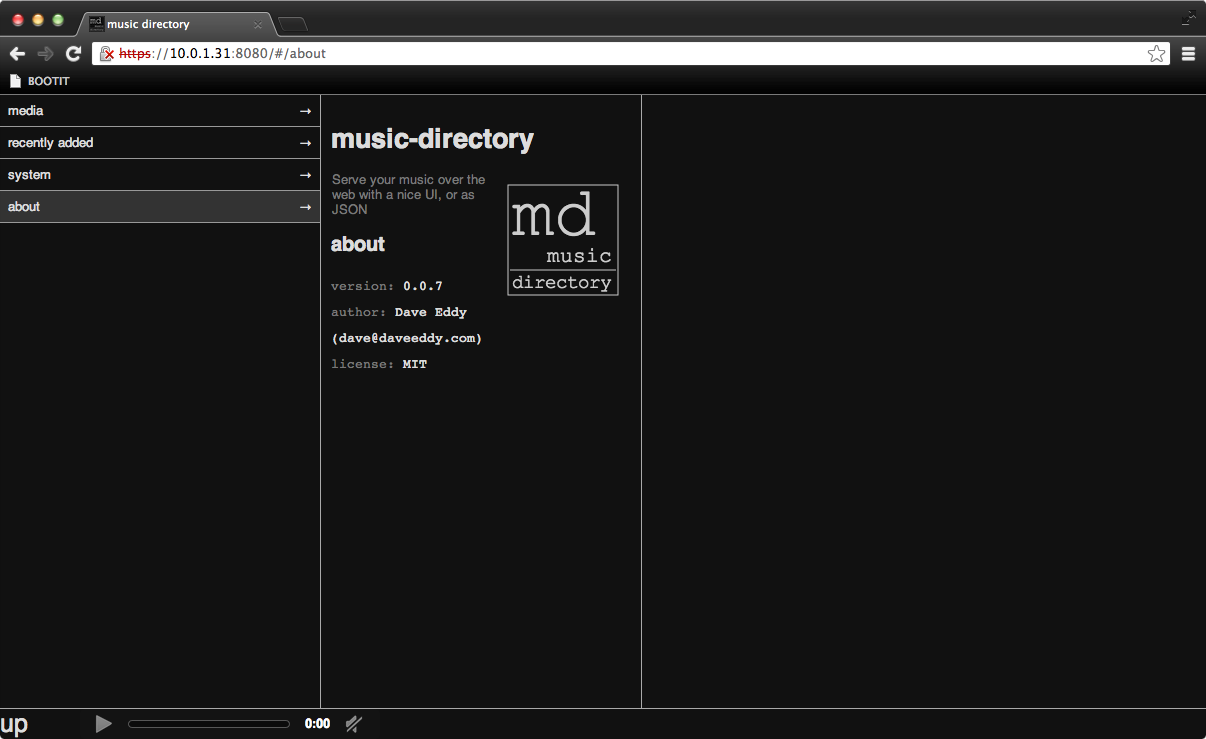 md music directory
https://10.0.1.31:8080/#/about
BOOTIT
media →
recently added →
system →
about →
music-directory
Serve your music over the
web with a nice UI, or as
JSON
md
music
directory
about
version: 0.0.7
author: Dave Eddy
(dave@daveeddy.com)
license: MIT
up
0:00